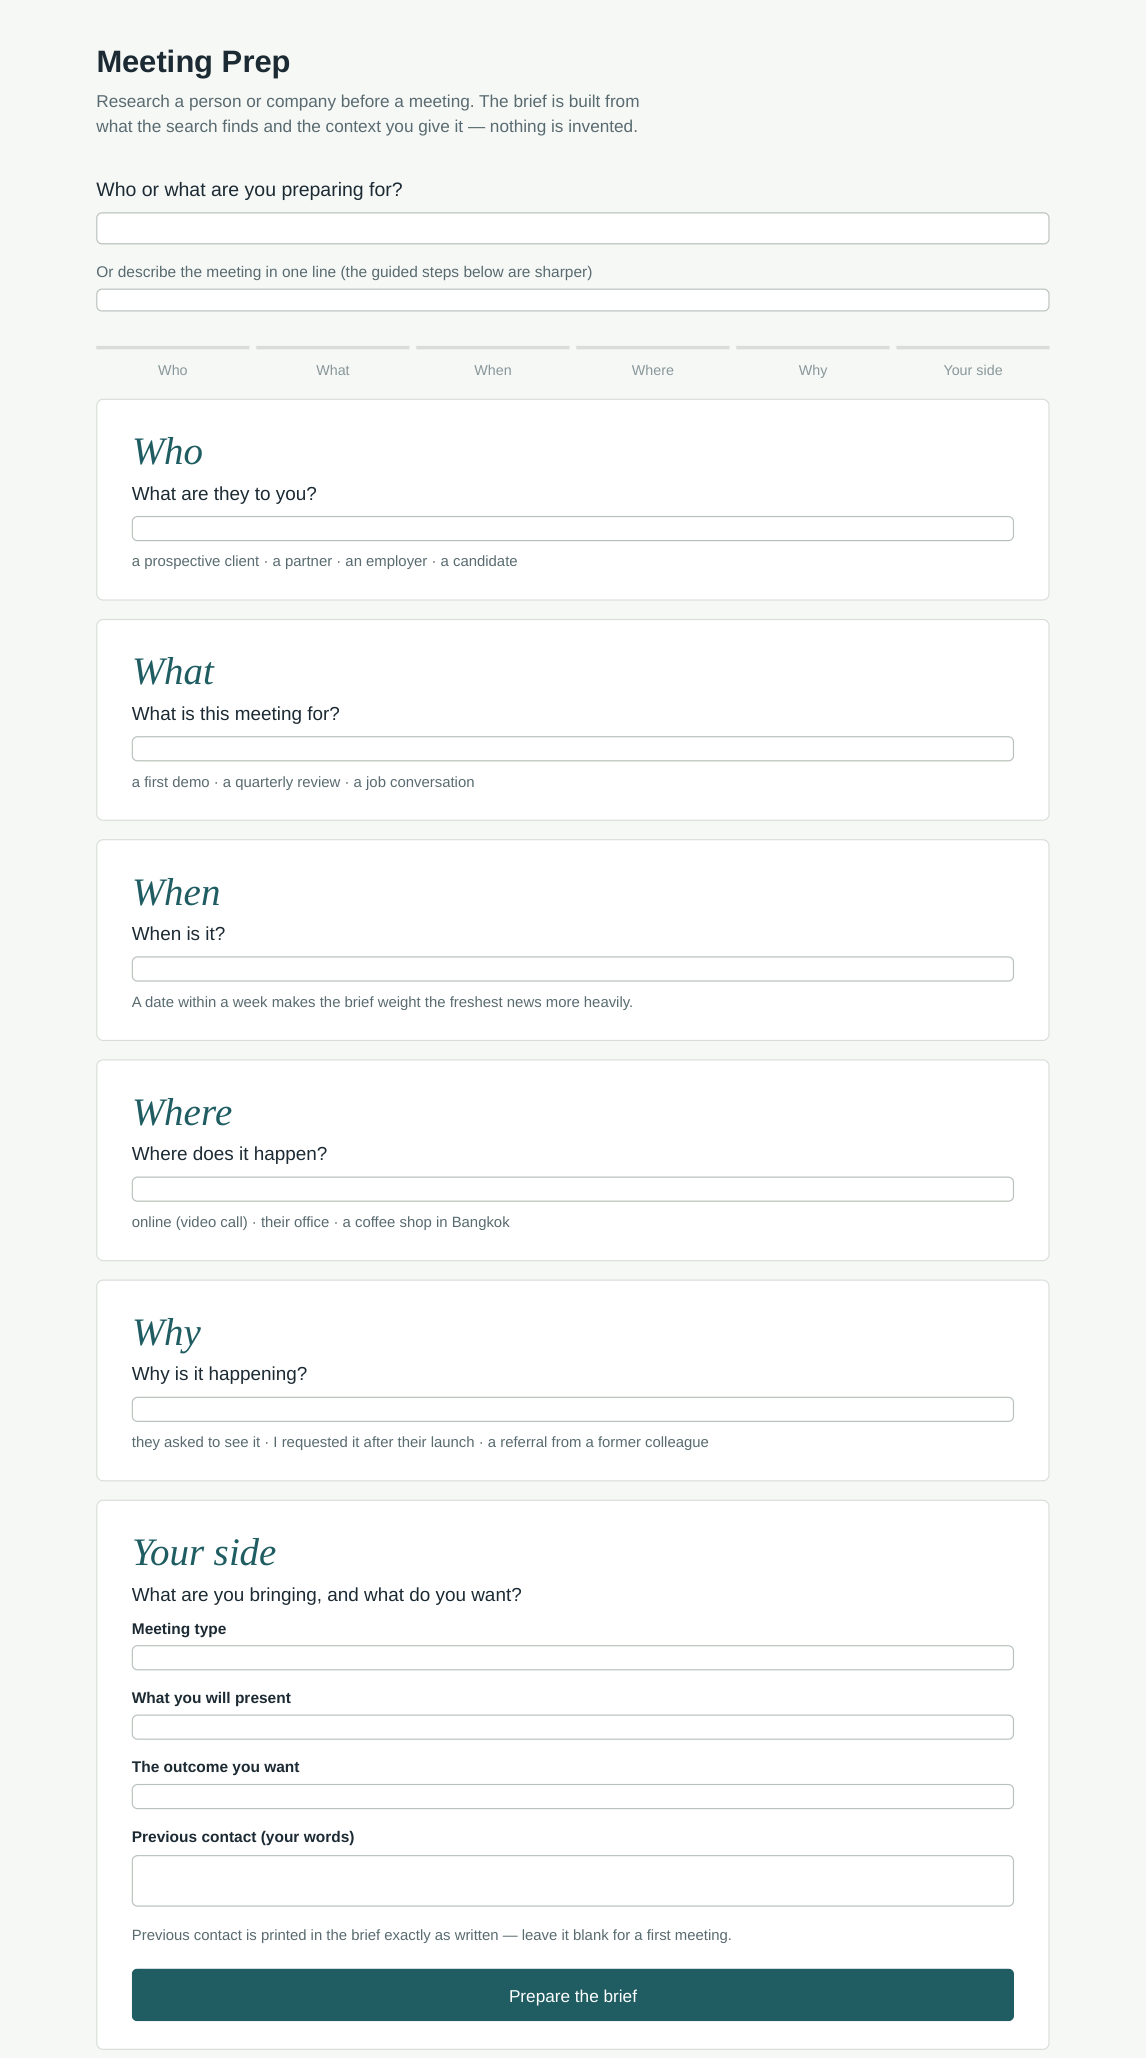 Meeting Prep
Research a person or company before a meeting. The brief is built from
what the search finds and the context you give it — nothing is invented.
Who or what are you preparing for?
Or describe the meeting in one line (the guided steps below are sharper)
Who What When Where Why Your side
Who
What are they to you?
a prospective client · a partner · an employer · a candidate
What
What is this meeting for?
a first demo · a quarterly review · a job conversation
When
When is it?
A date within a week makes the brief weight the freshest news more heavily.
Where
Where does it happen?
online (video call) · their office · a coffee shop in Bangkok
Why
Why is it happening?
they asked to see it · I requested it after their launch · a referral from a former colleague
Your side
What are you bringing, and what do you want?
Meeting type
What you will present
The outcome you want
Previous contact (your words)
Previous contact is printed in the brief exactly as written — leave it blank for a first meeting.
Prepare the brief